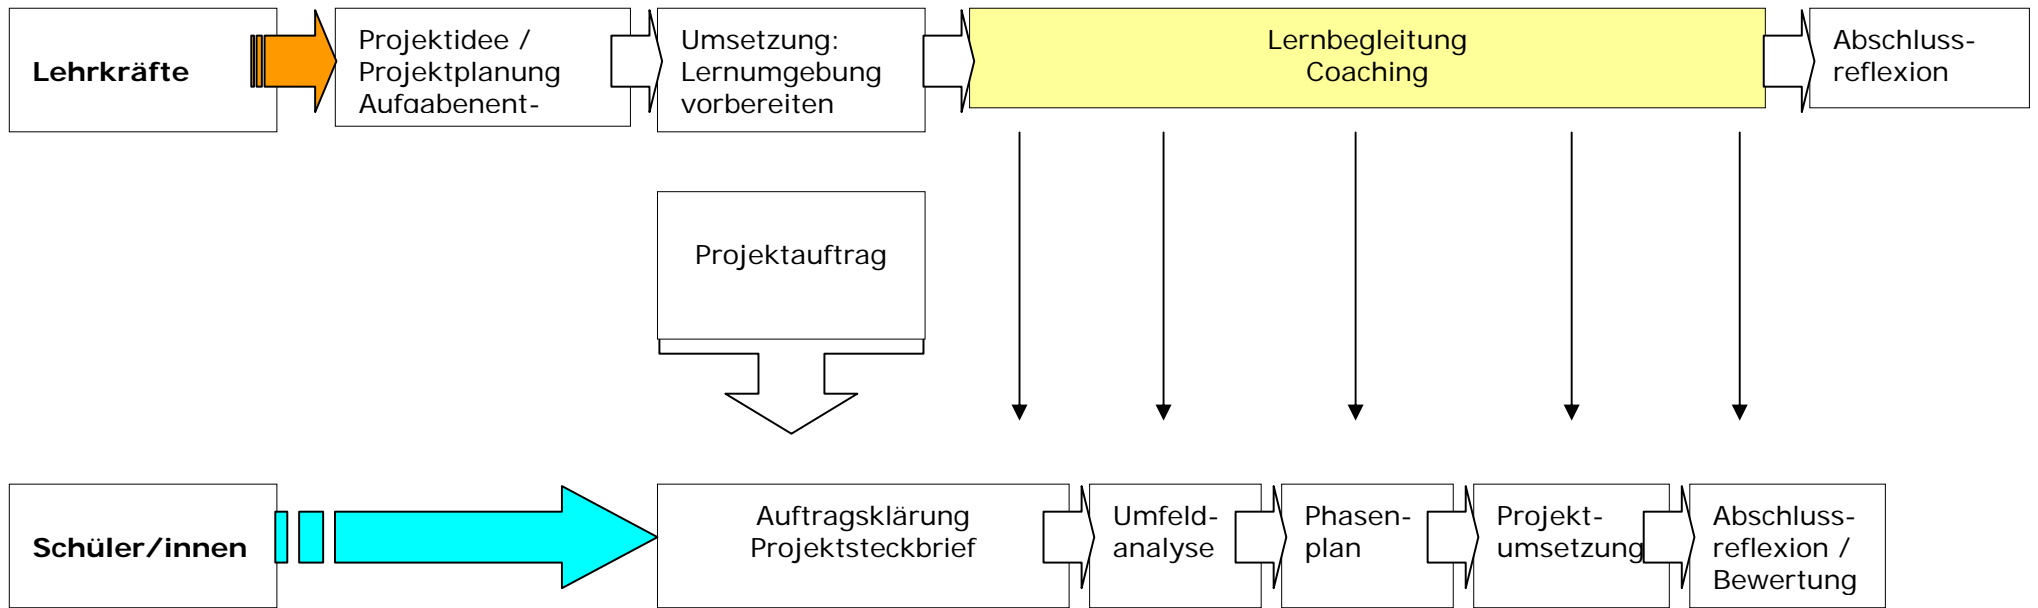 Lehrkräfte
Projektidee /
Projektplanung
Aufgabenent-
Umsetzung:
Lernumgebung
vorbereiten
Lernbegleitung
Coaching
Abschluss-
reflexion
Projektauftrag
Schüler/innen
Auftragsklärung
Projektsteckbrief
Umfeld-
analyse
Phasen-
plan
Projekt-
umsetzung
Abschluss-
reflexion /
Bewertung